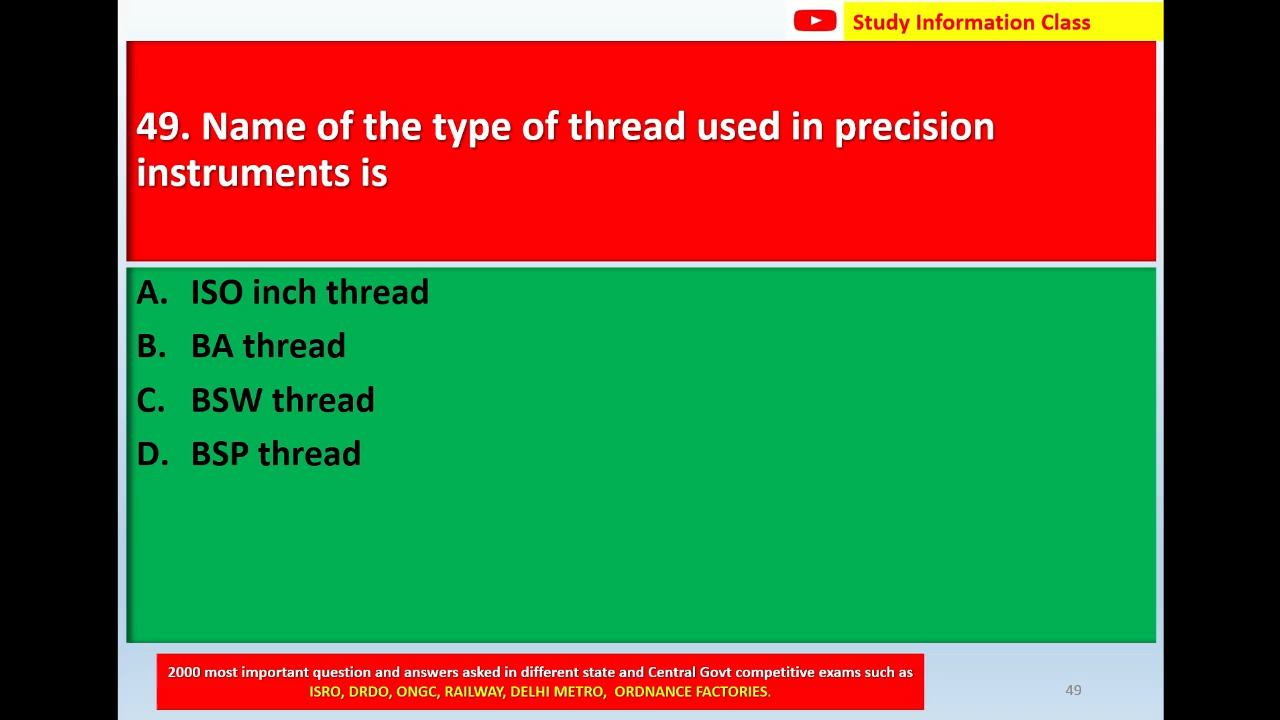 Study Information Class
49. Name of the type of thread used in precision
instruments is
A. ISO inch thread
B. BA thread
C. BSW thread
D. BSP thread
2000 most important question and answers asked in different state and Central Govt competitive exams such as
ISRO, DRDO, ONGC, RAILWAY, DELHI METRO, ORDNANCE FACTORIES.
49